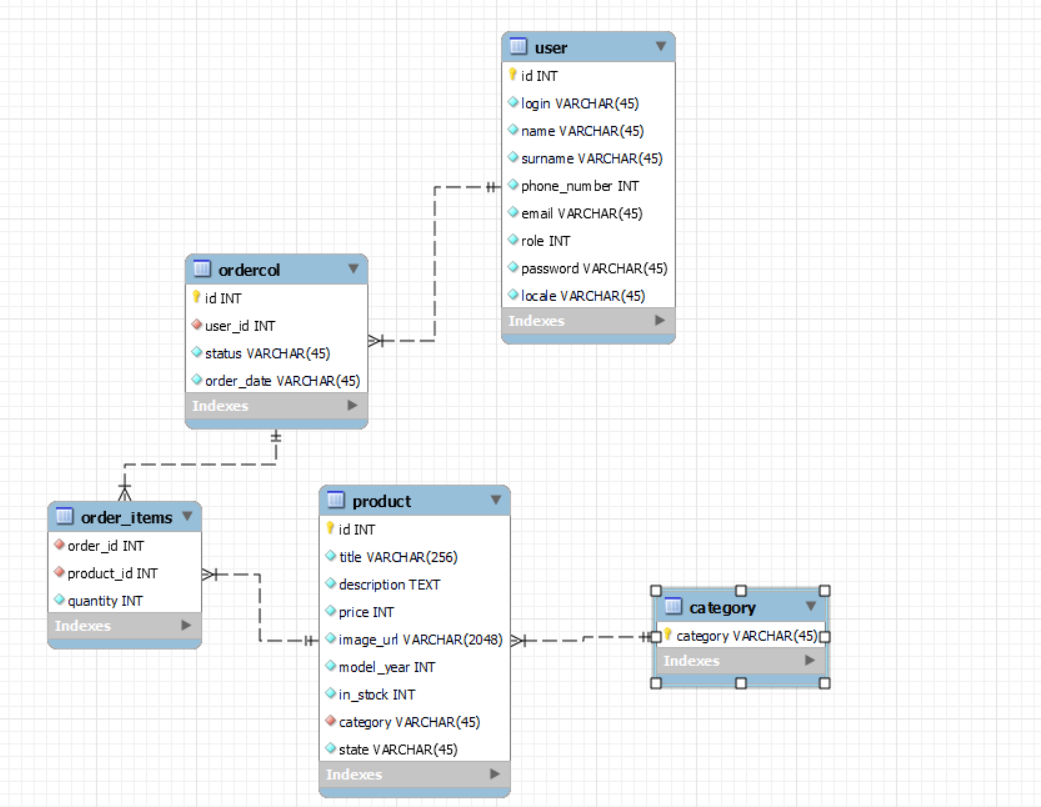 user
id INT
login VARCHAR(45)
name VARCHAR(45)
surname VARCHAR(45)
phone_number INT
email VARCHAR(45)
role INT
password VARCHAR(45)
locale VARCHAR(45)
Indexes
ordercol
id INT
user_id INT
status VARCHAR(45)
order_date VARCHAR(45)
Indexes
order_items
order_id INT
product_id INT
quantity INT
Indexes
product
id INT
title VARCHAR(256)
description TEXT
price INT
image_url VARCHAR(2048)
model_year INT
in_stock INT
category VARCHAR(45)
state VARCHAR(45)
Indexes
category
category VARCHAR(45)
Indexes